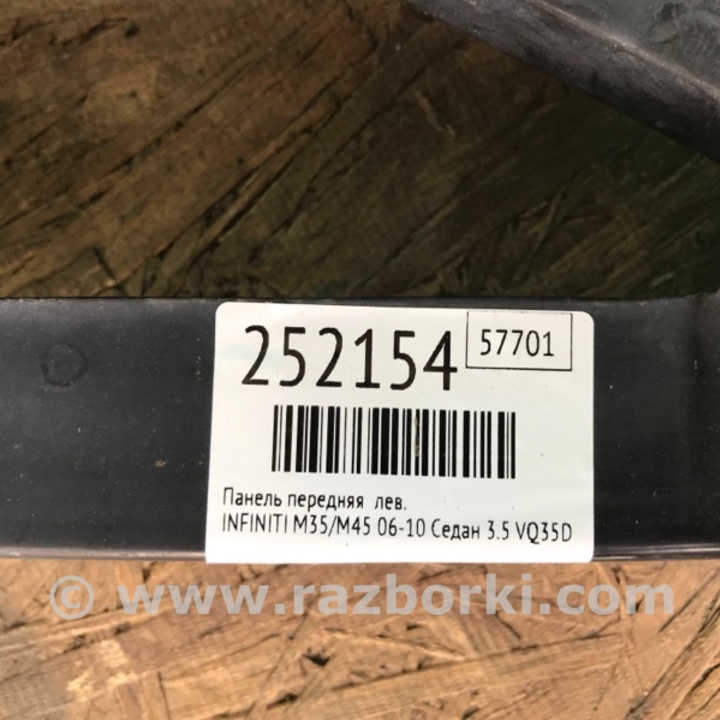 252154
57701
Панель передняя лев.
INFINITI M35/M45 06-10 Седан 3.5 VQ35D
© www.razborki.com